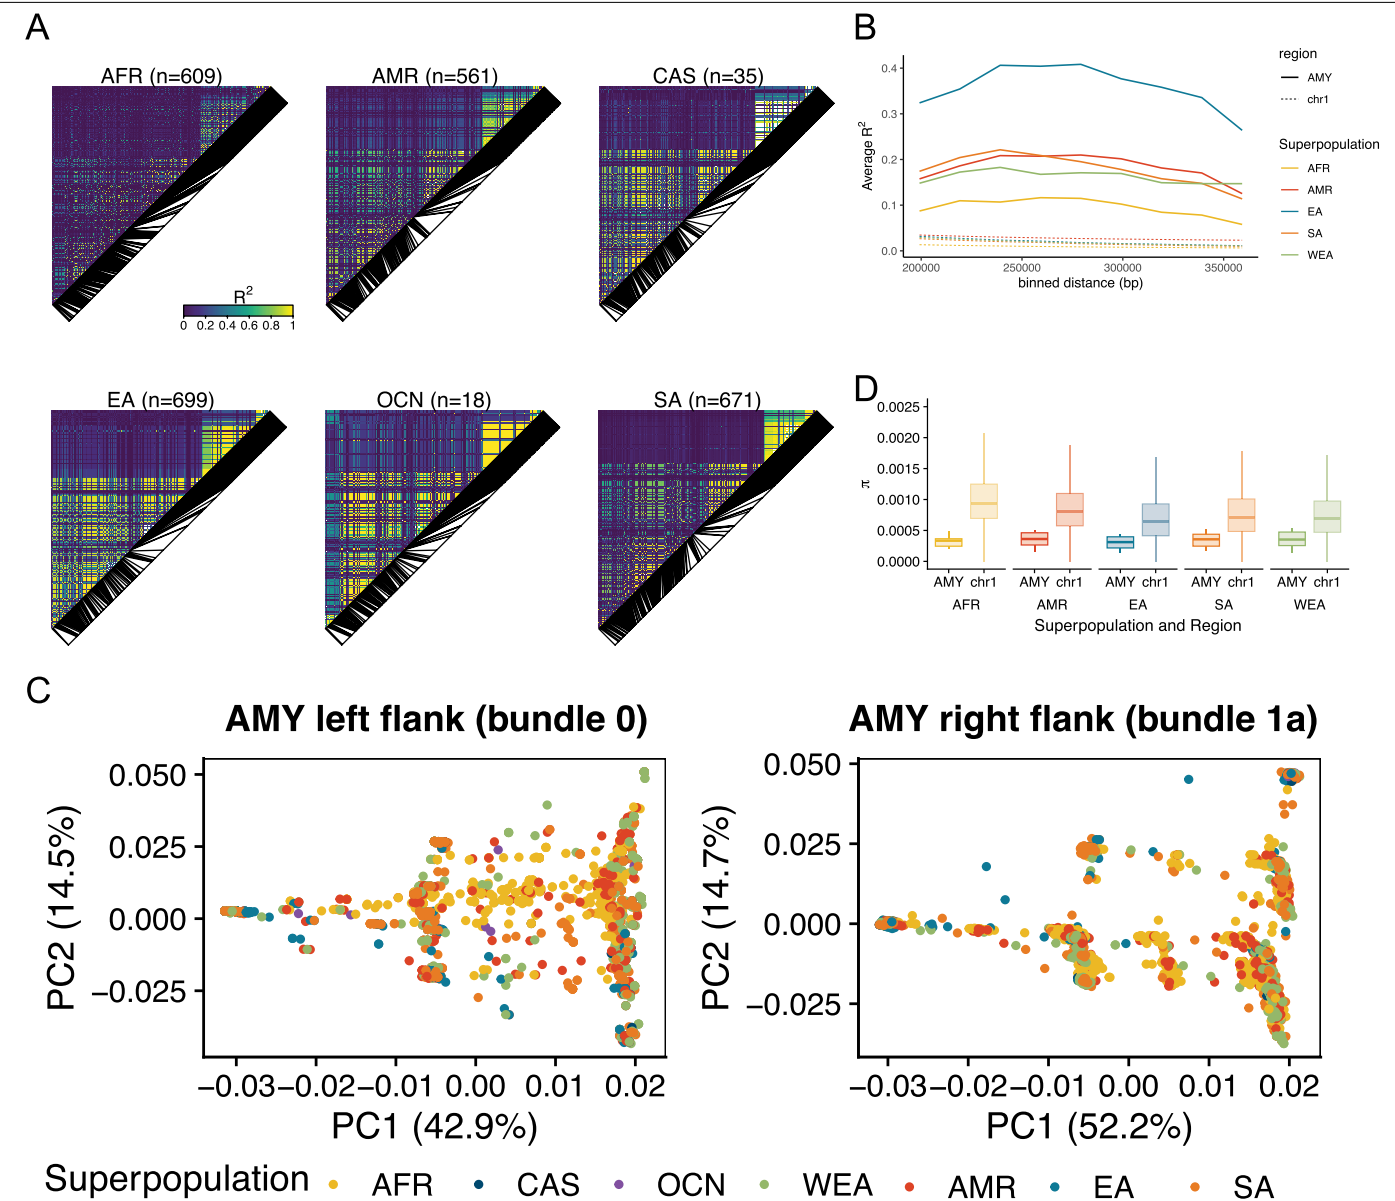 A
AFR (n=609)
AMR (n=561)
CAS (n=35)
R2
0 0.2 0.4 0.6 0.8 1
EA (n=699)
OCN (n=18)
SA (n=671)
B
Average R2
0.4
0.3
0.2
0.1
0.0
200000 250000 300000 350000
binned distance (bp)
region
AMY
chr1
Superpopulation
AFR
AMR
EA
SA
WEA
D
π
0.0025
0.0020
0.0015
0.0010
0.0005
0.0000
AMY chr1 AMY chr1 AMY chr1 AMY chr1 AMY chr1
AFR AMR EA SA WEA
Superpopulation and Region
C
AMY left flank (bundle 0)
PC2 (14.5%)
0.050
0.025
0.000
−0.025
−0.03 −0.02 −0.01 0.00 0.01 0.02
PC1 (42.9%)
AMY right flank (bundle 1a)
PC2 (14.7%)
0.050
0.025
0.000
−0.025
−0.03 −0.02 −0.01 0.00 0.01 0.02
PC1 (52.2%)
Superpopulation AFR CAS OCN WEA AMR EA SA